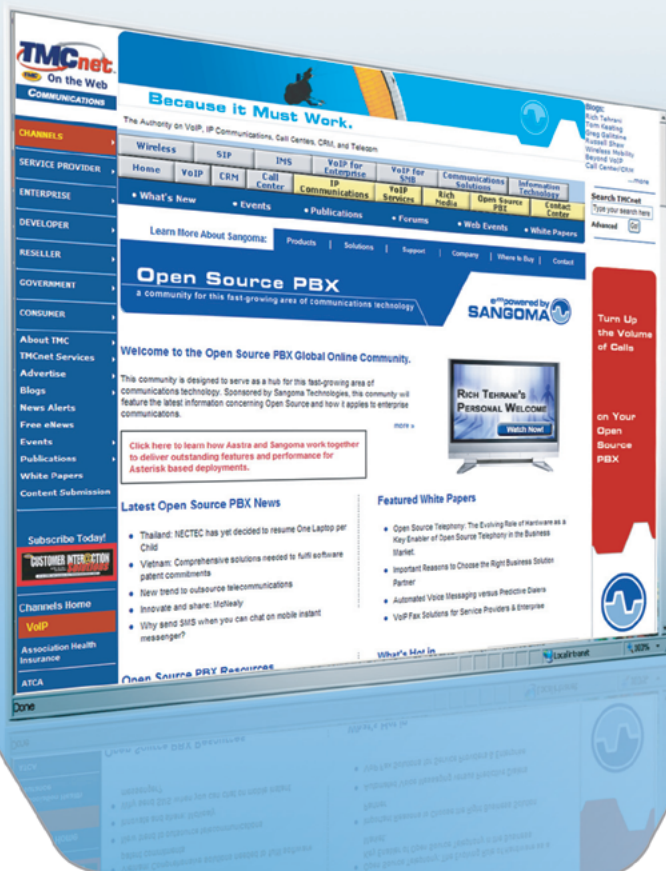 TMCnet
TMC On the Web
COMMUNICATIONS
Because it Must Work.
The Authority on VoIP, IP Communications, Call Centers, CRM, and Telecom
Blogs:
Rich Tehrani
Tom Keating
Greg Galitzine
Russell Shaw
Wireless Mobility
Beyond VoIP
Call Center/CRM
...more
Search TMCnet
Type your search here
Advanced Go
Wireless SIP IMS VoIP for Enterprise VoIP for SMB Communications Solutions Information Technology
Home VoIP CRM Call Center IP Communications VoIP Services Rich Media Open Source PBX Contact Center
• What's New • Events • Publications • Forums • Web Events • White Papers
CHANNELS
SERVICE PROVIDER
ENTERPRISE
DEVELOPER
RESELLER
GOVERNMENT
CONSUMER
About TMC
TMCnet Services
Advertise
Blogs
News Alerts
Free eNews
Events
Publications
White Papers
Content Submission
Subscribe Today!
CUSTOMER INTER@CTION
Channels Home
VoIP
Association Health
Insurance
ATCA
Learn More About Sangoma: Products | Solutions | Support | Company | Where to Buy | Contact
Open Source PBX
a community for this fast-growing area of communications technology
empowered by
SANGOMA
Welcome to the Open Source PBX Global Online Community.
This community is designed to serve as a hub for this fast-growing area of
communications technology. Sponsored by Sangoma Technologies, this community will
feature the latest information concerning Open Source and how it applies to enterprise
communications.
more »
RICH TEHRANI'S
PERSONAL WELCOME
Watch Now!
Click here to learn how Aastra and Sangoma work together
to deliver outstanding features and performance for
Asterisk based deployments.
Latest Open Source PBX News
• Thailand: NECTEC has yet decided to resume One Laptop per
Child
• Vietnam: Comprehensive solutions needed to fulfil software
patent commitments
• New trend to outsource telecommunications
• Innovate and share: McNealy
• Why send SMS when you can chat on mobile instant
messenger?
Open Source PBX Resources
Featured White Papers
• Open Source Telephony: The Evolving Role of Hardware as a
Key Enabler of Open Source Telephony in the Business
Market.
• Important Reasons to Choose the Right Business Solution
Partner
• Automated Voice Messaging versus Predictive Dialers
• VoIP Fax Solutions for Service Providers & Enterprise
What's Hot in
Turn Up
the Volume
of Calls
on Your
Open
Source
PBX
Done
Local intranet
100%